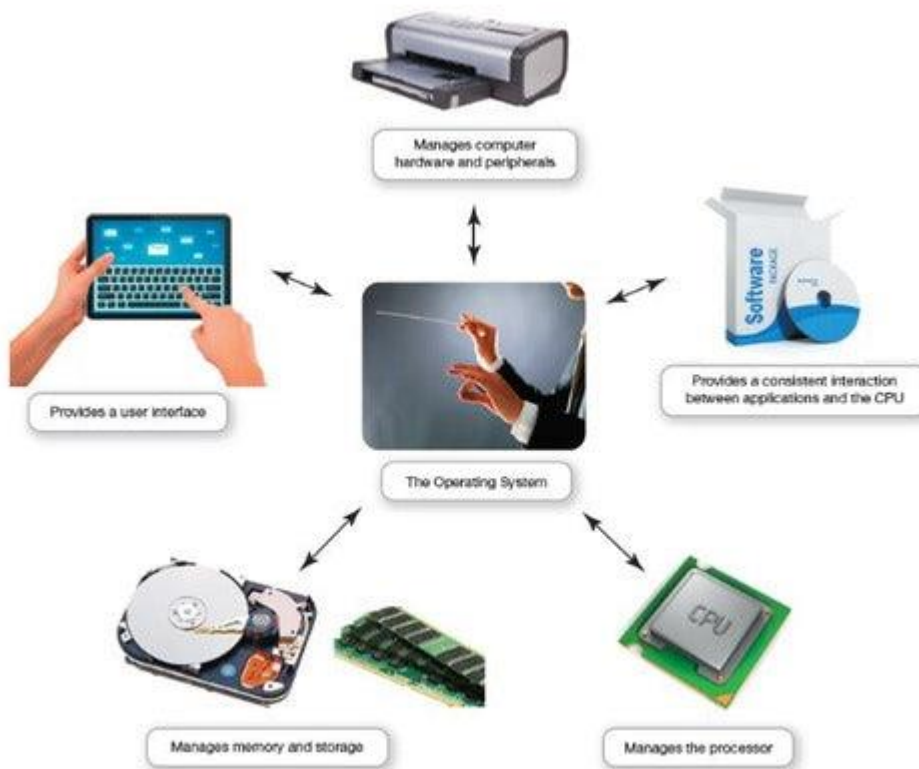 Manages computer
hardware and peripherals
Software
PACKAGE
Provides a user interface
Provides a consistent interaction
between applications and the CPU
The Operating System
CPU
Manages memory and storage
Manages the processor